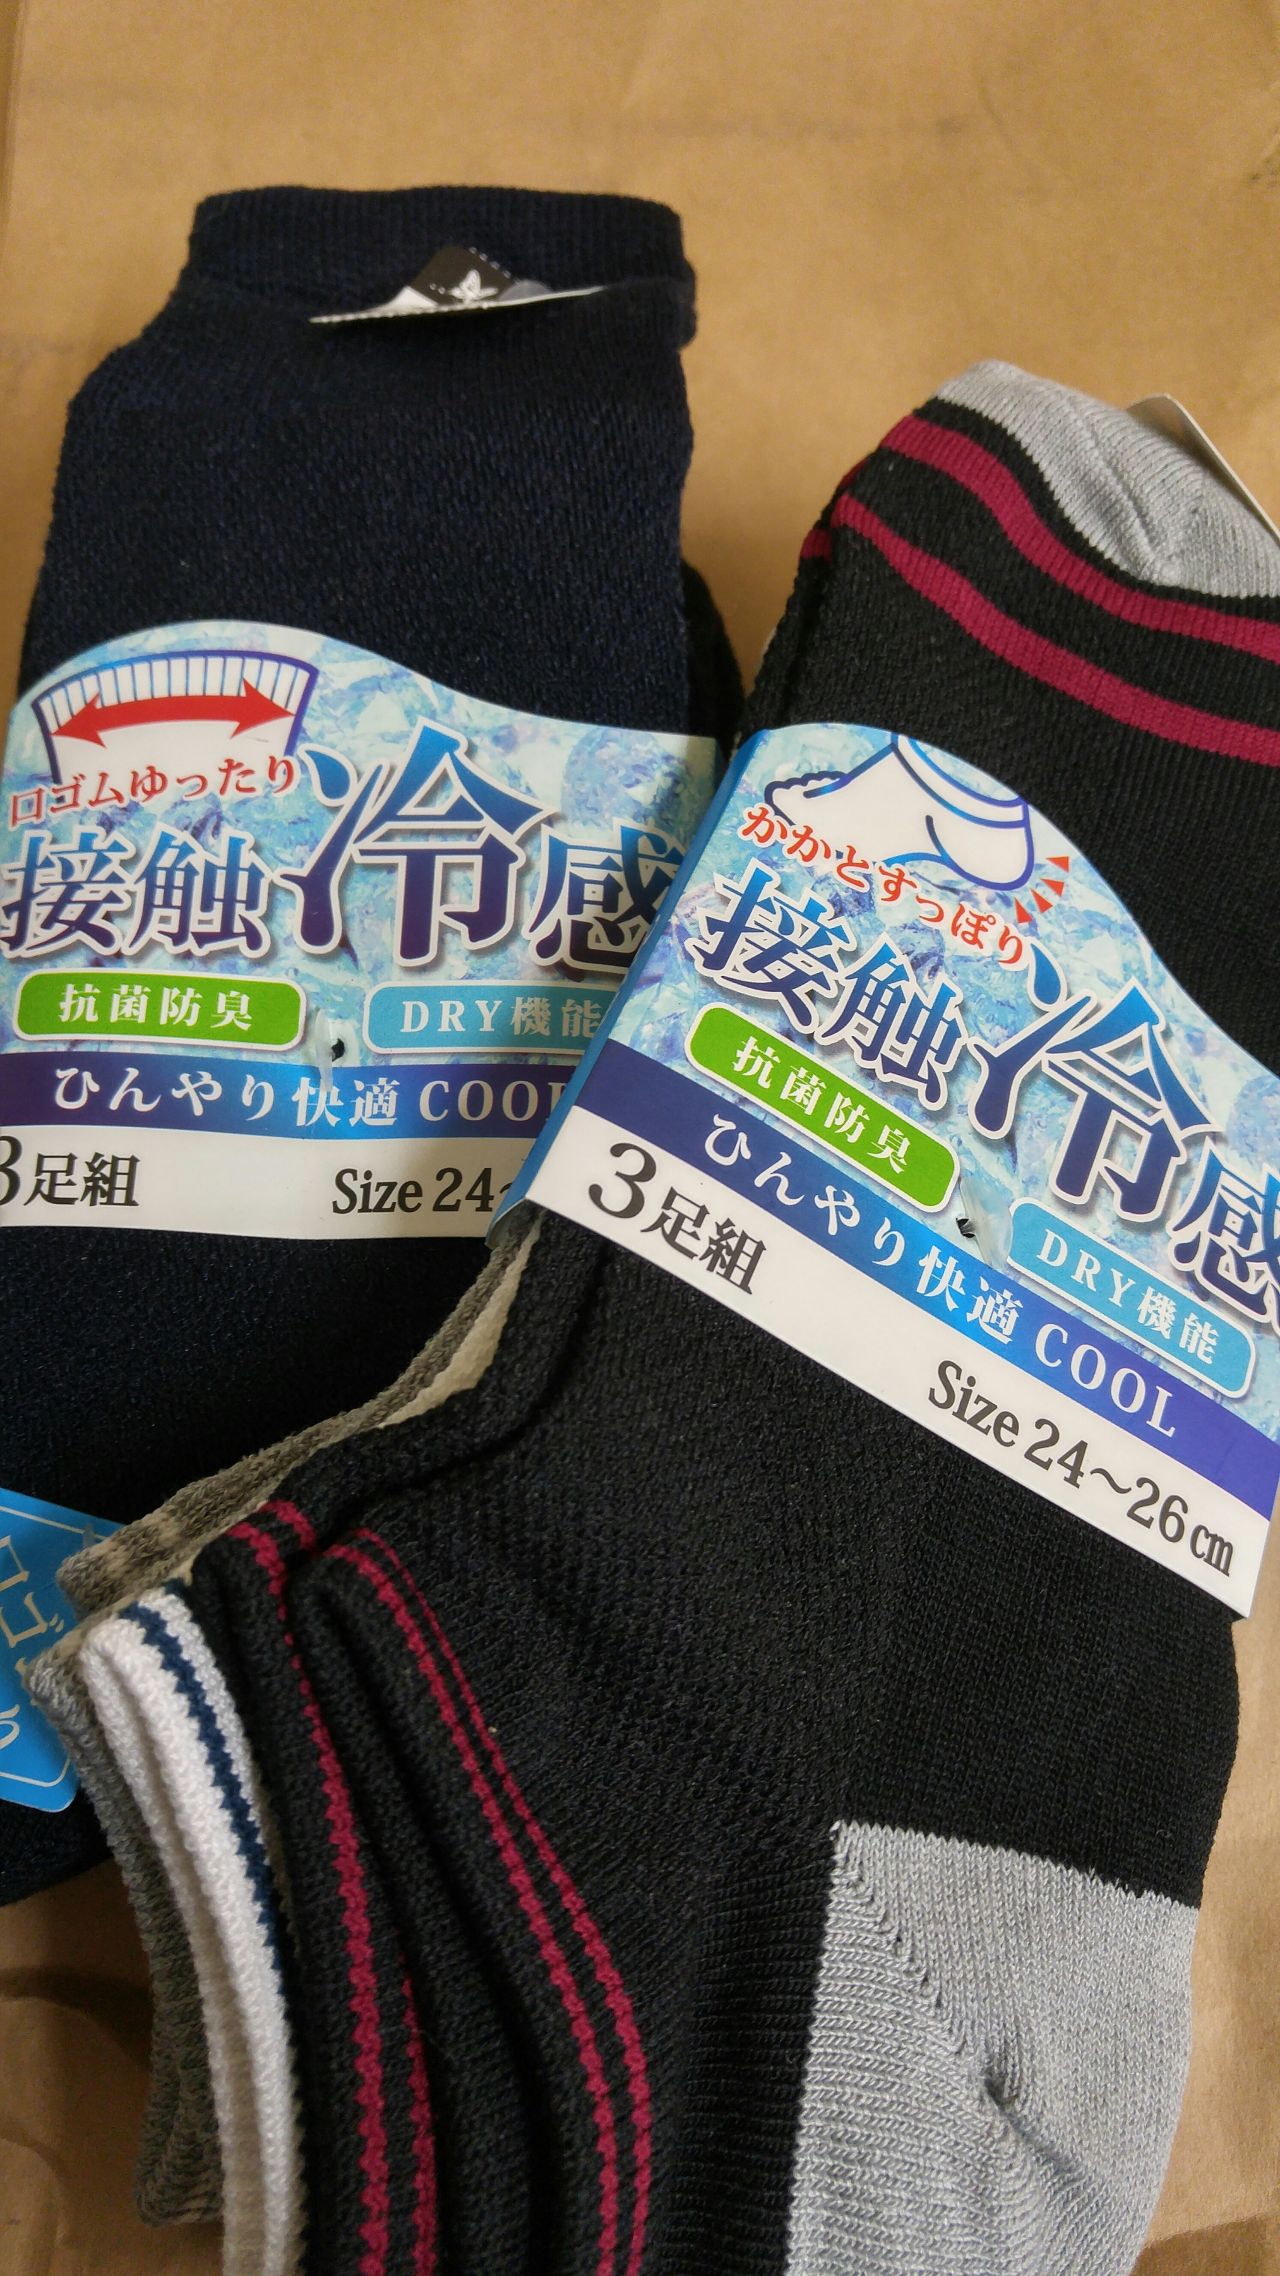 口ゴムゆったり
接触冷感
抗菌防臭
DRY機能
ひんやり快適 COOL
3足組
Size 24~
かかとすっぽり
接触冷感
抗菌防臭
DRY機能
ひんやり快適 COOL
3足組
Size 24～26cm